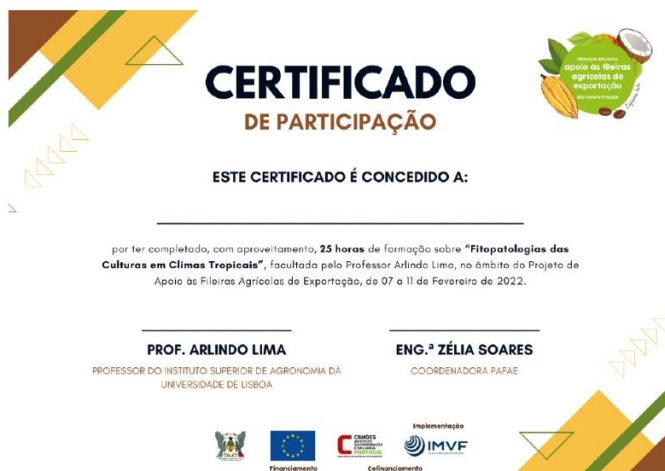 CERTIFICADO
DE PARTICIPAÇÃO
apoio às fileiras
agrícolas de
exportação
ESTE CERTIFICADO É CONCEDIDO A:
por ter completado, com aproveitamento, 25 horas de formação sobre "Fitopatologias das
Culturas em Climas Tropicais", facultada pelo Professor Arlindo Lima, no âmbito do Projeto de
Apoio às Fileiras Agrícolas de Exportação, de 07 a 11 de Fevereiro de 2022.
PROF. ARLINDO LIMA
PROFESSOR DO INSTITUTO SUPERIOR DE AGRONOMIA DA
UNIVERSIDADE DE LISBOA
ENG.ª ZÉLIA SOARES
COORDENADORA PAFAE
Financiamento
CAMÕES
PORTUGAL
Cofinanciamento
Implementação
IMVF